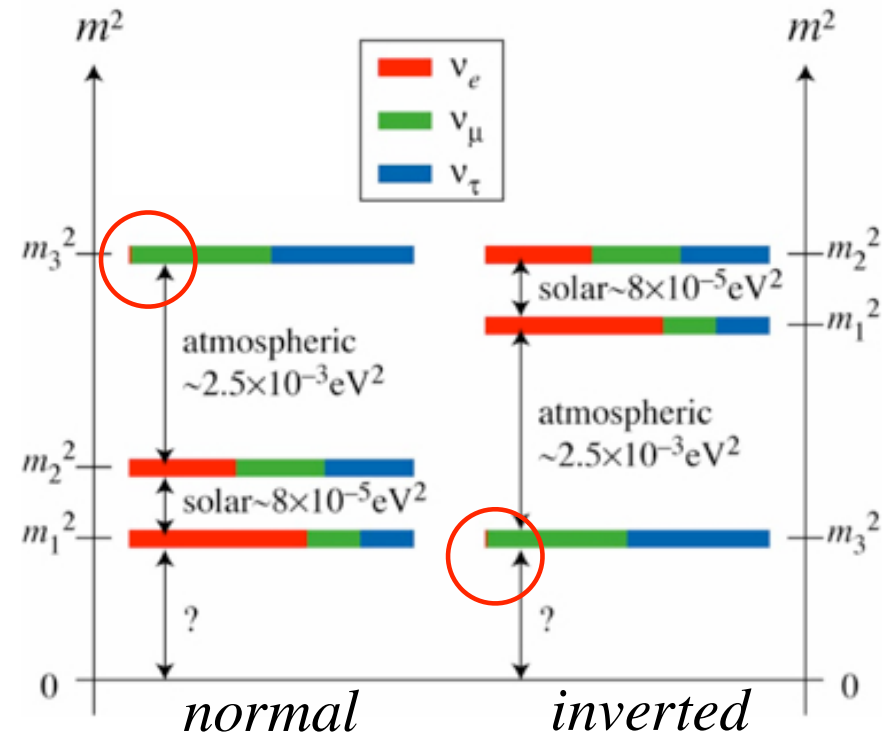 m² m²
νe
νμ
ντ
m₃² m₂²
solar~8×10⁻⁵eV²
m₁²
atmospheric
~2.5×10⁻³eV²
atmospheric
~2.5×10⁻³eV²
m₂²
solar~8×10⁻⁵eV²
m₁² m₃²
? ?
0 0
normal inverted